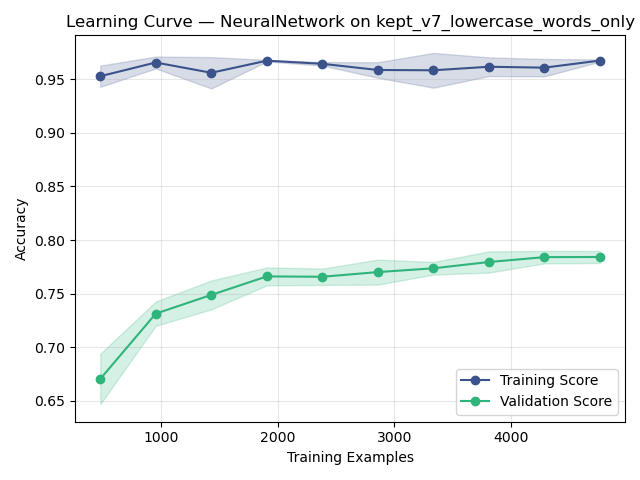 Learning Curve — NeuralNetwork on kept_v7_lowercase_words_only
0.95
0.90
0.85
0.80
0.75
0.70
0.65
Accuracy
1000
2000
3000
4000
Training Examples
Training Score
Validation Score